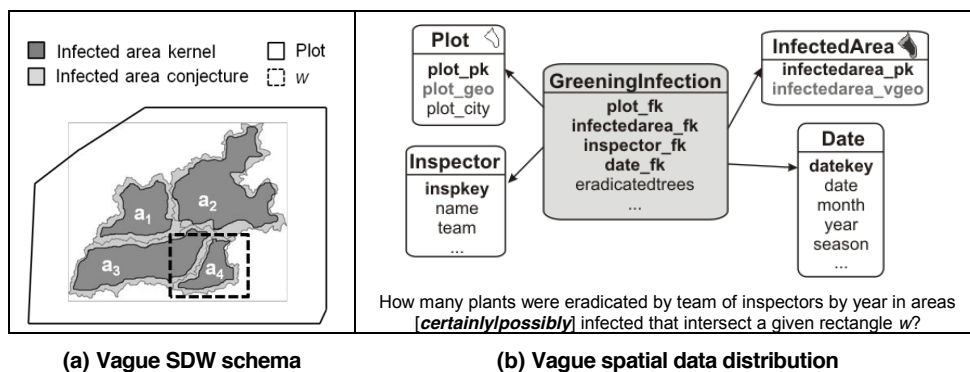 Infected area kernel
Plot
Infected area conjecture
w
a1
a2
a3
a4
Plot
plot_pk
plot_geo
plot_city
Inspector
inspkey
name
team
...
GreeningInfection
plot_fk
infectedarea_fk
inspector_fk
date_fk
eradicatedtrees
...
InfectedArea
infectedarea_pk
infectedarea_vgeo
Date
datekey
date
month
year
season
...
How many plants were eradicated by team of inspectors by year in areas
[certainly|possibly] infected that intersect a given rectangle w?
(a) Vague SDW schema
(b) Vague spatial data distribution